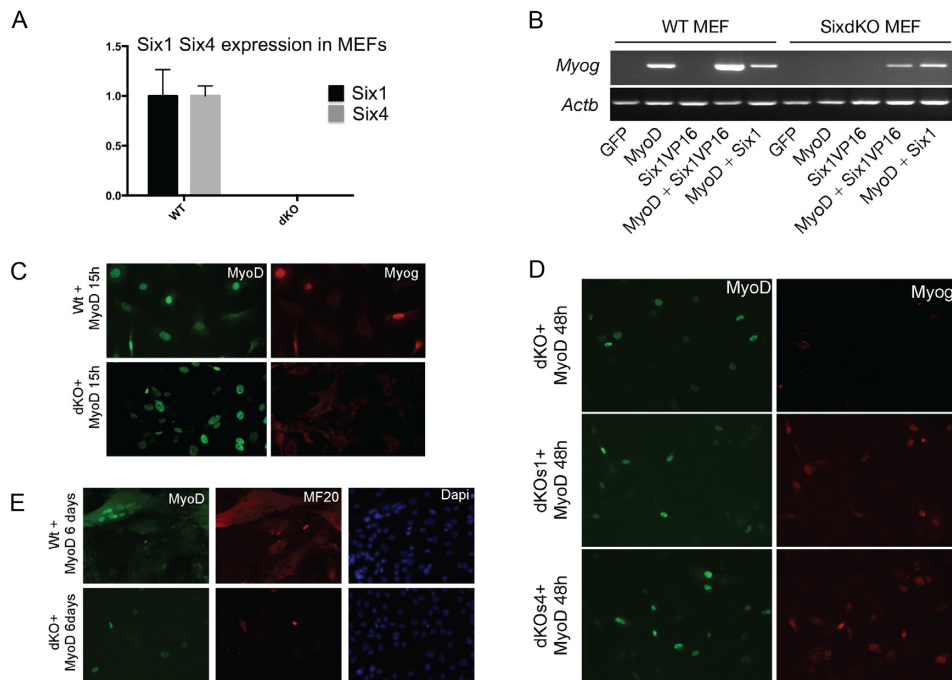 A
Six1 Six4 expression in MEFs
1.5
1.0
0.5
0.0
Six1
Six4
WT
dKO
B
WT MEF
SixdKO MEF
Myog
Actb
GFP
MyoD
Six1VP16
MyoD + Six1VP16
MyoD + Six1
GFP
MyoD
Six1VP16
MyoD + Six1VP16
MyoD + Six1
C
MyoD
Myog
Wt +
MyoD 15h
dKO+
MyoD 15h
D
MyoD
Myog
dKO+
MyoD 48h
dKOs1+
MyoD 48h
dKOs4+
MyoD 48h
E
MyoD
MF20
Dapi
Wt +
MyoD 6 days
dKO+
MyoD 6days